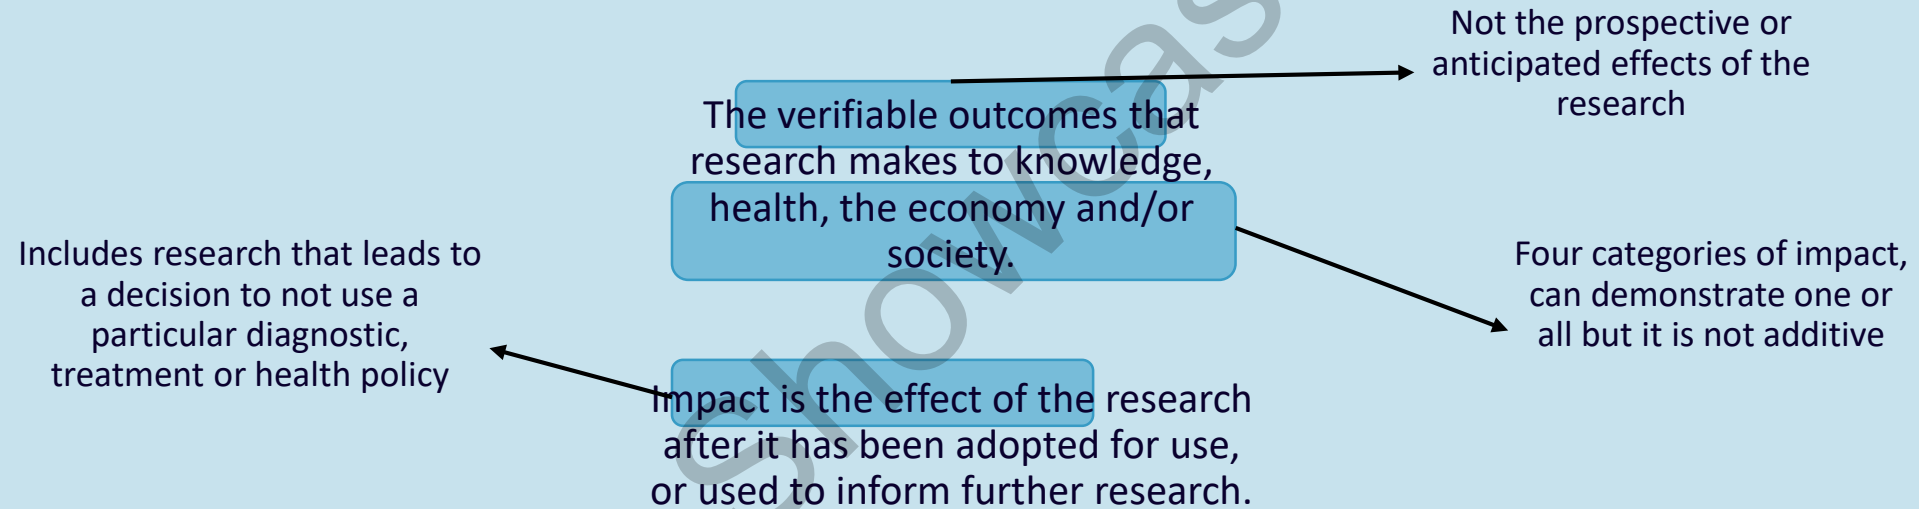 Not the prospective or
anticipated effects of the
research
The verifiable outcomes that
research makes to knowledge,
health, the economy and/or
society.
Includes research that leads to
a decision to not use a
particular diagnostic,
treatment or health policy
Four categories of impact,
can demonstrate one or
all but it is not additive
Impact is the effect of the research
after it has been adopted for use,
or used to inform further research.
Showcas